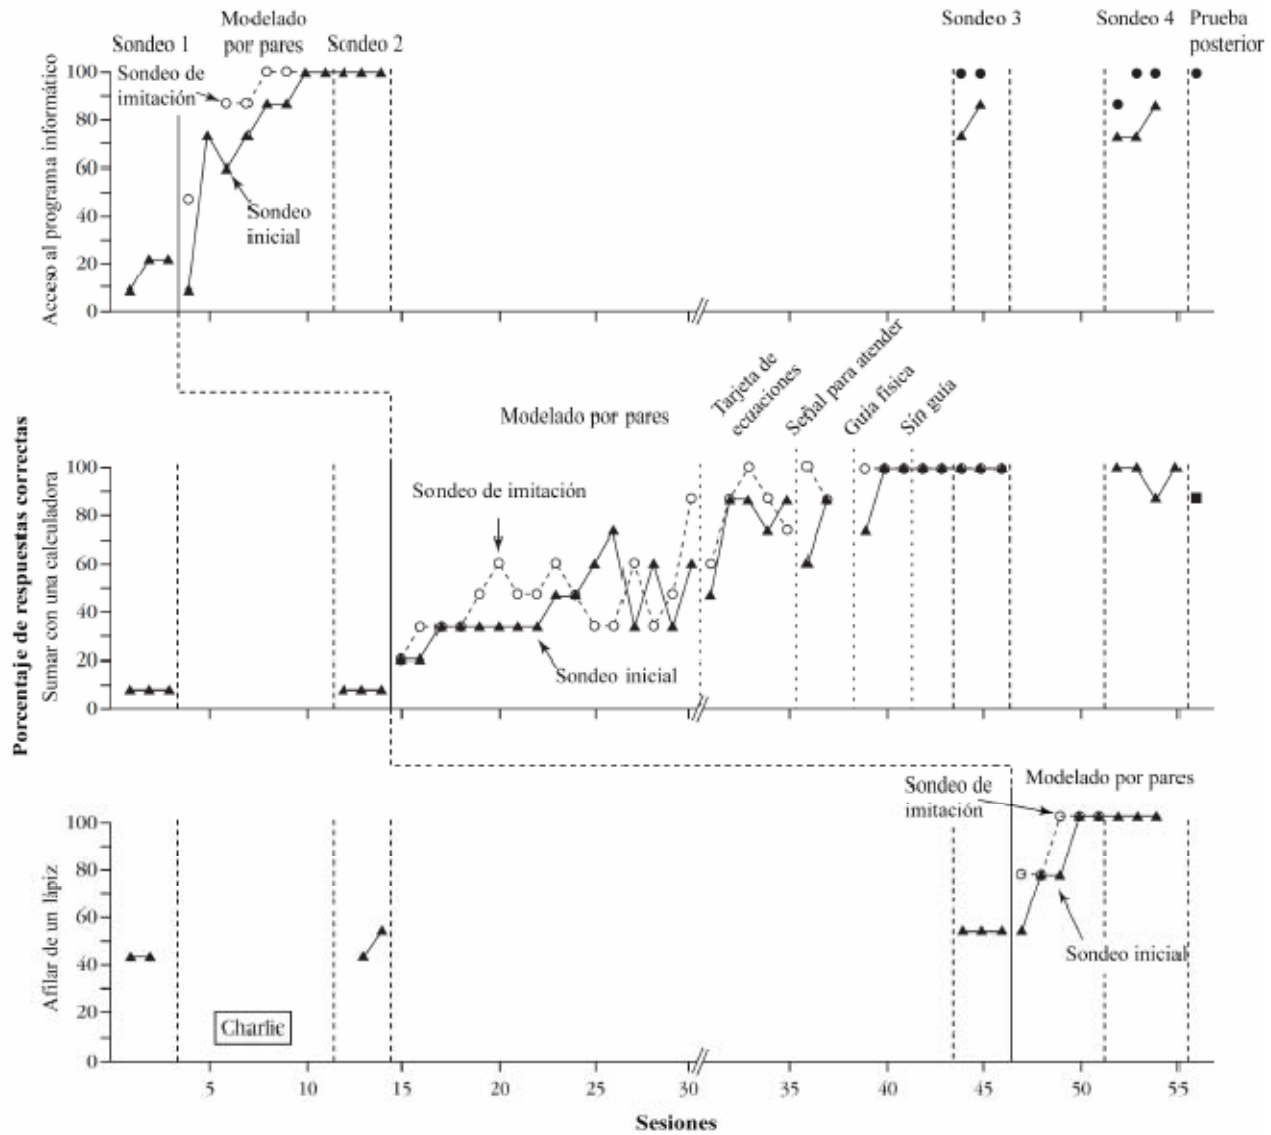 Sondeo 1
Modelado
por pares
Sondeo 2
Sondeo 3
Sondeo 4
Prueba
posterior
Sondeo de
imitación
Sondeo
inicial
Acceso al programa informático
100
80
60
40
20
0
5
10
15
20
26
30
35
40
45
50
55
Porcentaje de respuestas correctas
Sumar con una calculadora
100
80
60
40
20
0
Modelado por pares
Tarjeta de
ecuaciones
Señal para atender
Guía física
Sin guía
Sondeo de imitación
Sondeo inicial
Afilar de un lápiz
100
80
60
40
20
0
Sondeo de
imitación
Modelado por pares
Sondeo inicial
Charlie
Sesiones